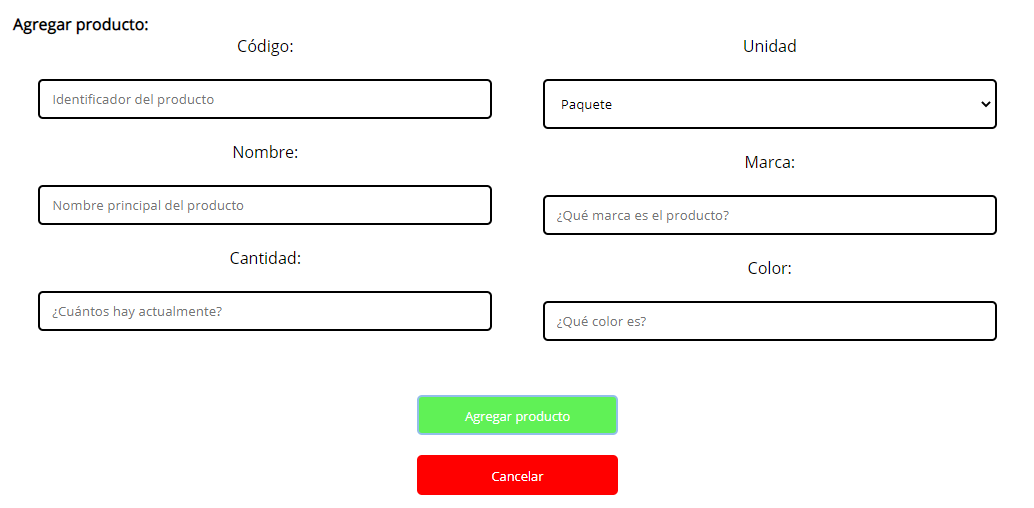 Agregar producto:
Código:
Identificador del producto
Nombre:
Nombre principal del producto
Cantidad:
¿Cuántos hay actualmente?
Unidad
Paquete
Marca:
¿Qué marca es el producto?
Color:
¿Qué color es?
Agregar producto
Cancelar